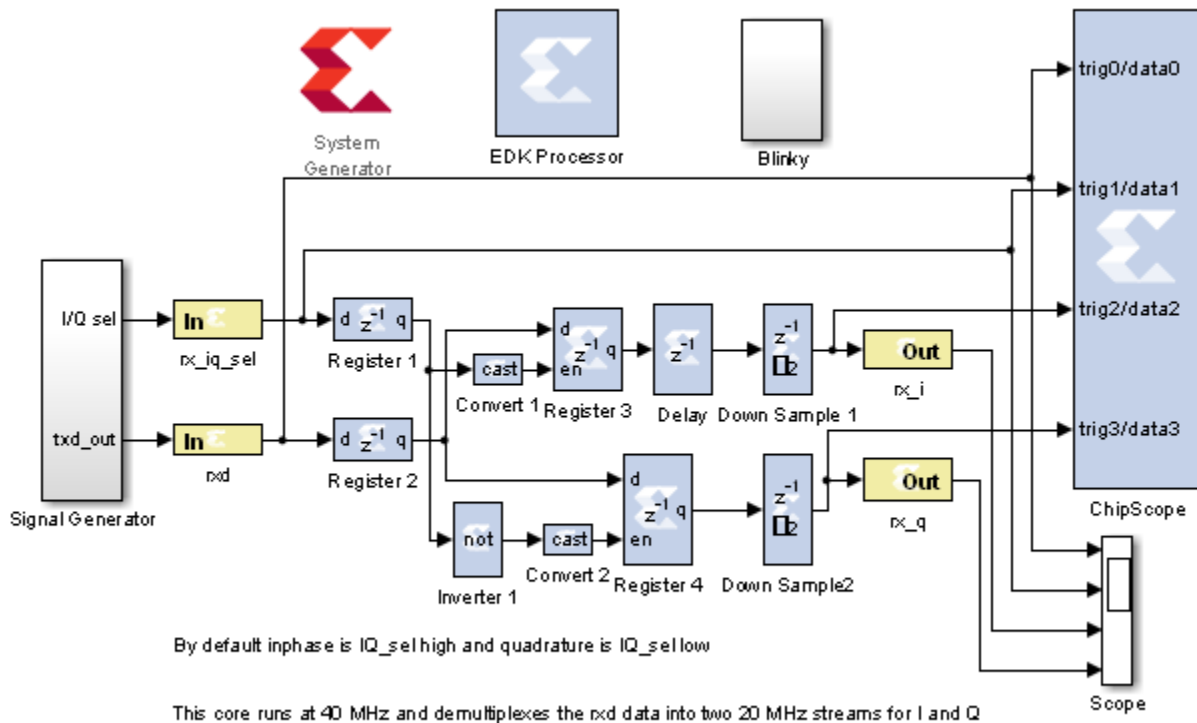 System
Generator
EDK Processor
Blinky
trig0/data0
trig1/data1
trig2/data2
trig3/data3
ChipScope
I/Q sel
txd_out
Signal Generator
In
rx_iq_sel
In
rxd
d z-1 q
Register 1
d z-1 q
Register 2
cast
Convert 1
d
z-1 q
en
Register 3
z-1
Delay
z-1
2
Down Sample 1
Out
rx_i
not
Inverter 1
cast
Convert 2
d
z-1 q
en
Register 4
z-1
2
Down Sample2
Out
rx_q
Scope
By default inphase is IQ_sel high and quadrature is IQ_sel low
This core runs at 40 MHz and demultiplexes the rxd data into two 20 MHz streams for I and Q